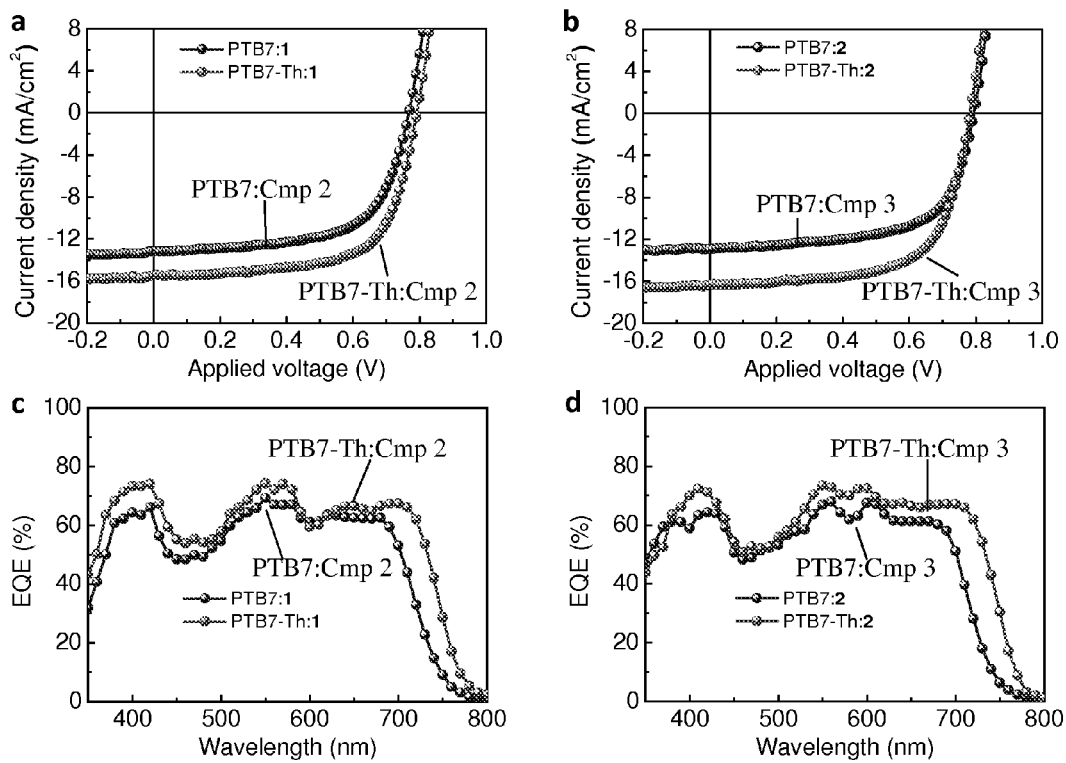 a
8
4
0
-4
-8
-12
-16
-20
Current density (mA/cm²)
PTB7:1
PTB7-Th:1
PTB7:Cmp 2
PTB7-Th:Cmp 2
-0.2 0.0 0.2 0.4 0.6 0.8 1.0
Applied voltage (V)
b
8
4
0
-4
-8
-12
-16
-20
Current density (mA/cm²)
PTB7:2
PTB7-Th:2
PTB7:Cmp 3
PTB7-Th:Cmp 3
-0.2 0.0 0.2 0.4 0.6 0.8 1.0
Applied voltage (V)
c
100
80
60
40
20
0
EQE (%)
PTB7-Th:Cmp 2
PTB7:Cmp 2
PTB7:1
PTB7-Th:1
400 500 600 700 800
Wavelength (nm)
d
100
80
60
40
20
0
EQE (%)
PTB7-Th:Cmp 3
PTB7:Cmp 3
PTB7:2
PTB7-Th:2
400 500 600 700 800
Wavelength (nm)